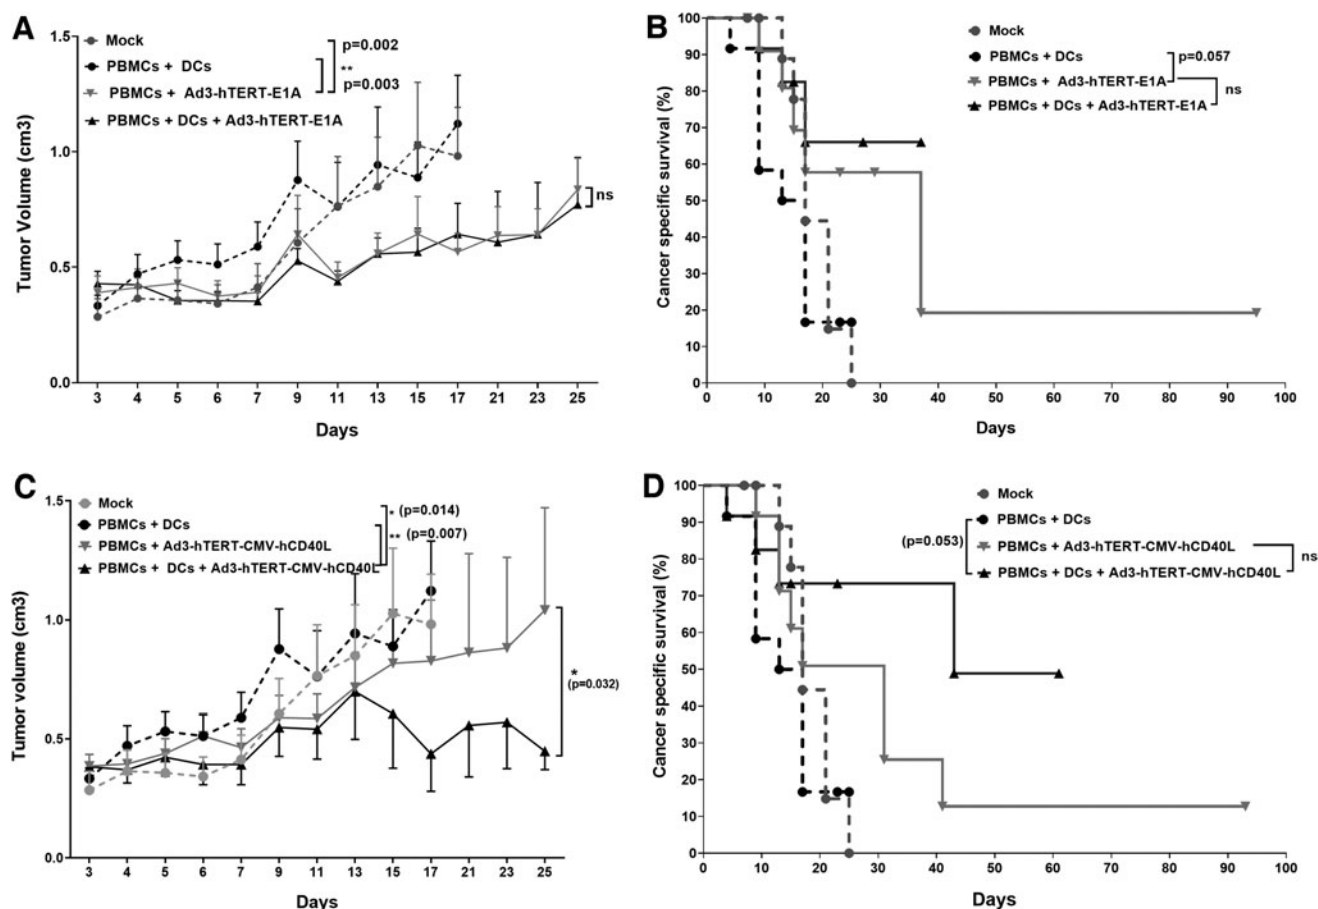 A
1.5
1.0
0.5
0.0
Tumor Volume (cm3)
Mock
PBMCs + DCs
PBMCs + Ad3-hTERT-E1A
PBMCs + DCs + Ad3-hTERT-E1A
p=0.002
**
p=0.003
ns
3 4 5 6 7 9 11 13 15 17 21 23 25
Days
B
100
90
80
70
60
50
40
30
20
10
0
Cancer specific survival (%)
Mock
PBMCs + DCs
PBMCs + Ad3-hTERT-E1A
PBMCs + DCs + Ad3-hTERT-E1A
p=0.057
ns
0 10 20 30 40 50 60 70 80 90 100
Days
C
1.5
1.0
0.5
0.0
Tumor volume (cm3)
Mock
PBMCs + DCs
PBMCs + Ad3-hTERT-CMV-hCD40L
PBMCs + DCs + Ad3-hTERT-CMV-hCD40L
* (p=0.014)
** (p=0.007)
*
(p=0.032)
3 4 5 6 7 9 11 13 15 17 21 23 25
Days
D
100
90
80
70
60
50
40
30
20
10
0
Cancer specific survival (%)
Mock
PBMCs + DCs
PBMCs + Ad3-hTERT-CMV-hCD40L
PBMCs + DCs + Ad3-hTERT-CMV-hCD40L
(p=0.053)
ns
0 10 20 30 40 50 60 70 80 90 100
Days